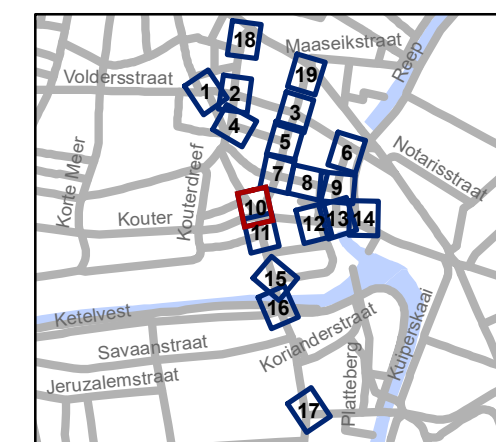 18
Maaseikstraat
Reep
19
Voldersstraat
1
2
3
4
5
6
Notarisstraat
Korte Meer
Kouterdreef
7
8
9
10
Kouter
11
12
13
14
15
16
Ketelvest
Savaanstraat
Korianderstraat
Kuiperskaai
Platteberg
Jeruzalemstraat
17